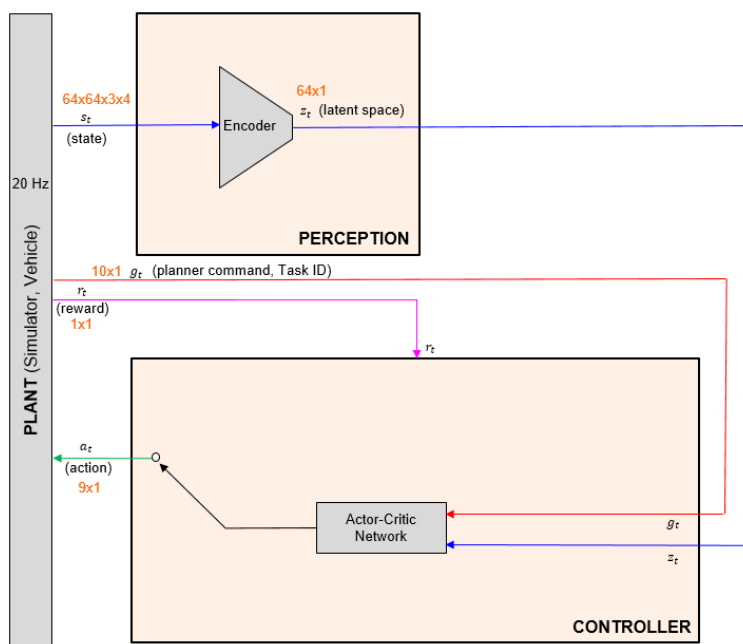 64x64x3x4
s_t
(state)
64x1
z_t (latent space)
Encoder
20 Hz
PERCEPTION
10x1 g_t (planner command, Task ID)
r_t
(reward)
1x1
r_t
PLANT (Simulator, Vehicle)
a_t
(action)
9x1
Actor-Critic
Network
g_t
z_t
CONTROLLER